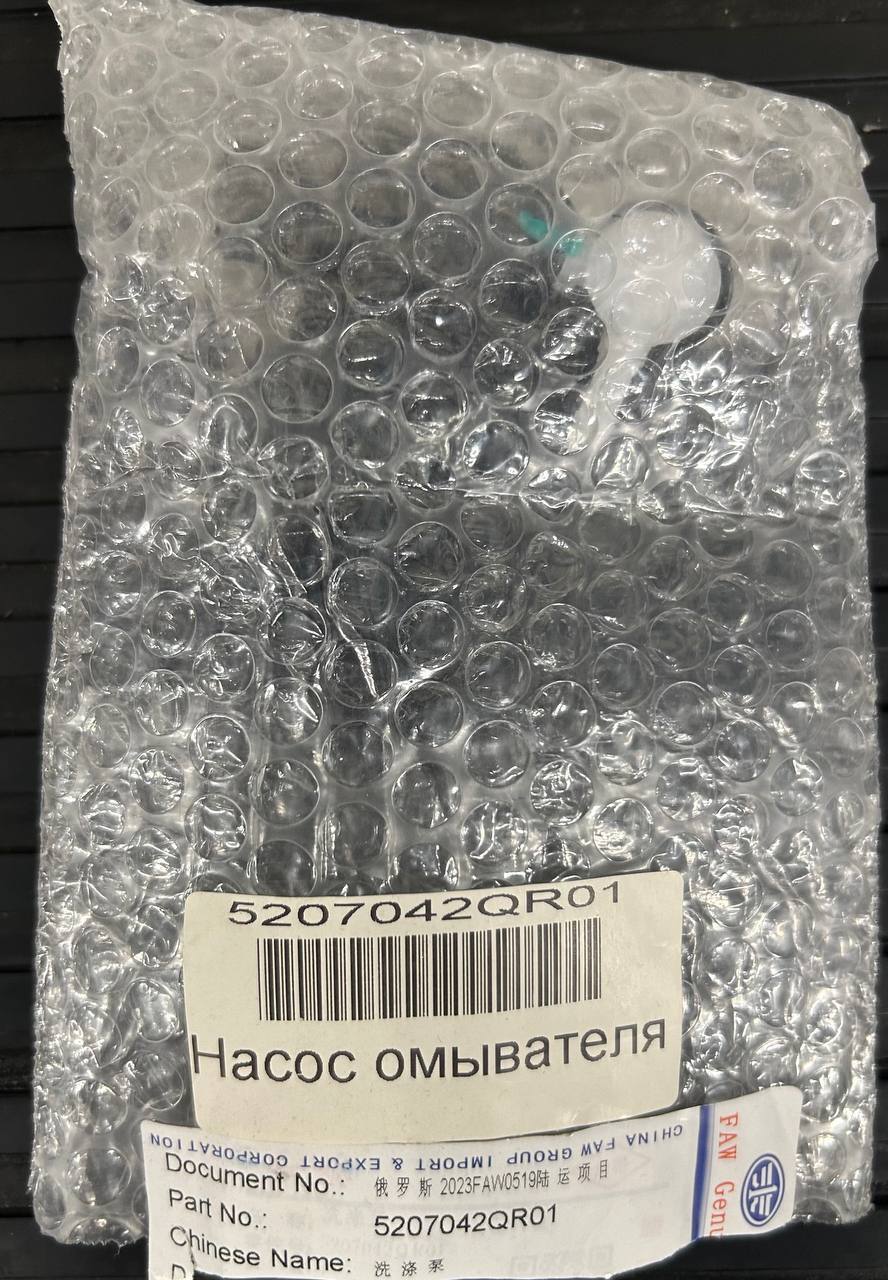 5207042QR01
Насос омывателя
CHINA FAW GROUP IMPORT & EXPORT CORPORATION
FAW Genu
Document No.: 俄罗斯2023FAW0519陆运项目
Part No.: 5207042QR01
Chinese Name: 洗涤泵